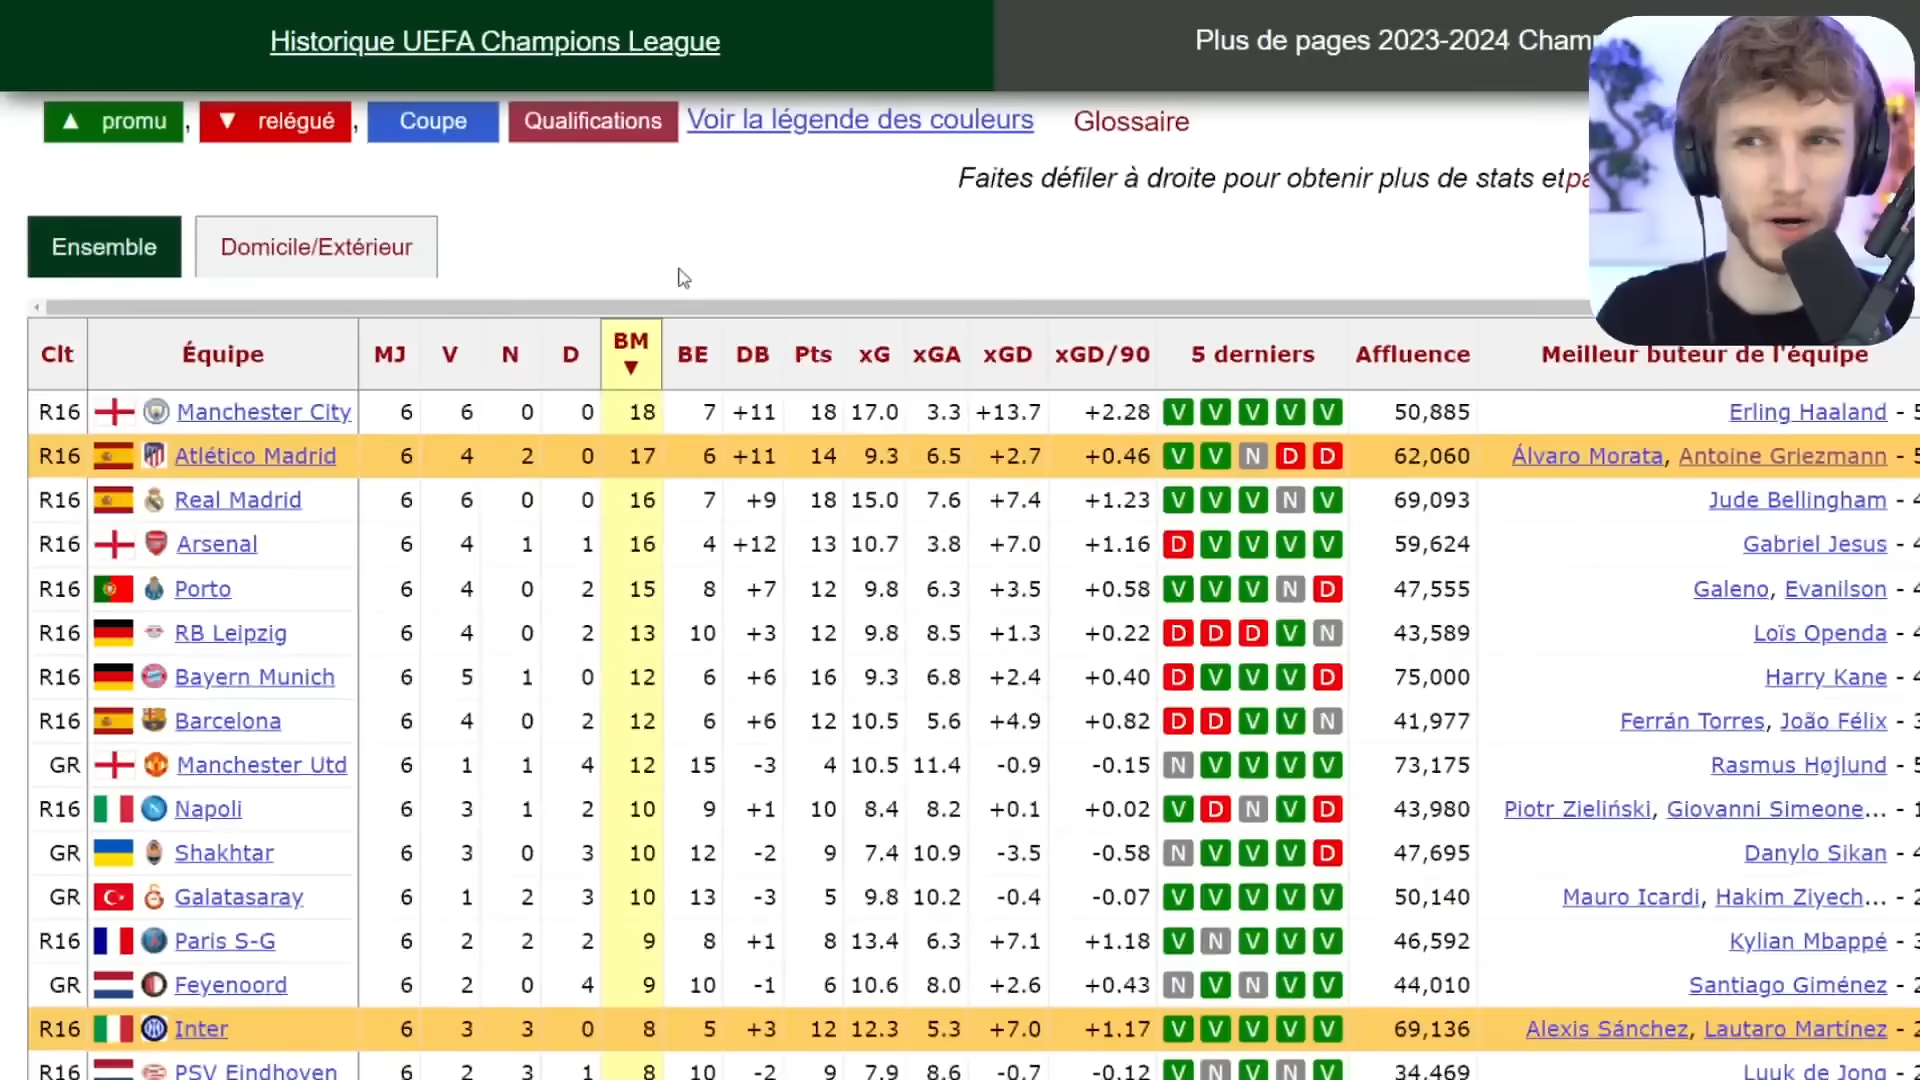 Historique UEFA Champions League
Plus de pages 2023-2024 Cham
▲ promu , ▼ relégué , Coupe Qualifications Voir la légende des couleurs Glossaire
Faites défiler à droite pour obtenir plus de stats et pa
Ensemble Domicile/Extérieur
Clt Équipe MJ V N D BM ▼ BE DB Pts xG xGA xGD xGD/90 5 derniers Affluence Meilleur buteur de l'équipe
R16 Manchester City 6 6 0 0 18 7 +11 18 17.0 3.3 +13.7 +2.28 V V V V V 50,885 Erling Haaland - 5
R16 Atlético Madrid 6 4 2 0 17 6 +11 14 9.3 6.5 +2.7 +0.46 V V N D D 62,060 Álvaro Morata, Antoine Griezmann - 5
R16 Real Madrid 6 6 0 0 16 7 +9 18 15.0 7.6 +7.4 +1.23 V V V N V 69,093 Jude Bellingham - 4
R16 Arsenal 6 4 1 1 16 4 +12 13 10.7 3.8 +7.0 +1.16 D V V V V 59,624 Gabriel Jesus - 4
R16 Porto 6 4 0 2 15 8 +7 12 9.8 6.3 +3.5 +0.58 V V V N D 47,555 Galeno, Evanilson - 4
R16 RB Leipzig 6 4 0 2 13 10 +3 12 9.8 8.5 +1.3 +0.22 D D D V N 43,589 Loïs Openda - 4
R16 Bayern Munich 6 5 1 0 12 6 +6 16 9.3 6.8 +2.4 +0.40 D V V V D 75,000 Harry Kane - 4
R16 Barcelona 6 4 0 2 12 6 +6 12 10.5 5.6 +4.9 +0.82 D D V V N 41,977 Ferrán Torres, João Félix - 3
GR Manchester Utd 6 1 1 4 12 15 -3 4 10.5 11.4 -0.9 -0.15 N V V V V 73,175 Rasmus Højlund - 5
R16 Napoli 6 3 1 2 10 9 +1 10 8.4 8.2 +0.1 +0.02 V D N V D 43,980 Piotr Zieliński, Giovanni Simeone... - 1
GR Shakhtar 6 3 0 3 10 12 -2 9 7.4 10.9 -3.5 -0.58 N V V V D 47,695 Danylo Sikan - 4
GR Galatasaray 6 1 2 3 10 13 -3 5 9.8 10.2 -0.4 -0.07 V V V V V 50,140 Mauro Icardi, Hakim Ziyech... - 2
R16 Paris S-G 6 2 2 2 9 8 +1 8 13.4 6.3 +7.1 +1.18 V N V V V 46,592 Kylian Mbappé - 3
GR Feyenoord 6 2 0 4 9 10 -1 6 10.6 8.0 +2.6 +0.43 N V N V V 44,010 Santiago Giménez - 2
R16 Inter 6 3 3 0 8 5 +3 12 12.3 5.3 +7.0 +1.17 V V V V V 69,136 Alexis Sánchez, Lautaro Martínez - 2
R16 PSV Eindhoven 6 2 3 1 8 10 -2 9 7.9 8.6 -0.7 -0.12 V N V N V 34,469 Luuk de Jong - 2